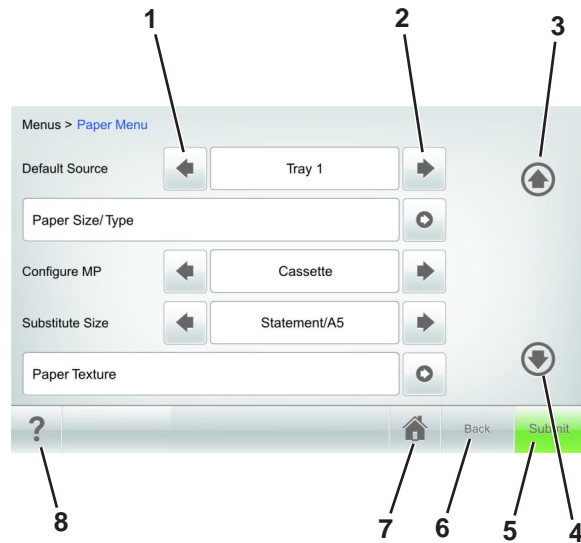 1 2 3
Menus > Paper Menu
Default Source Tray 1
Paper Size/Type
Configure MP Cassette
Substitute Size Statement/A5
Paper Texture
? Back Submit
8 7 6 5 4